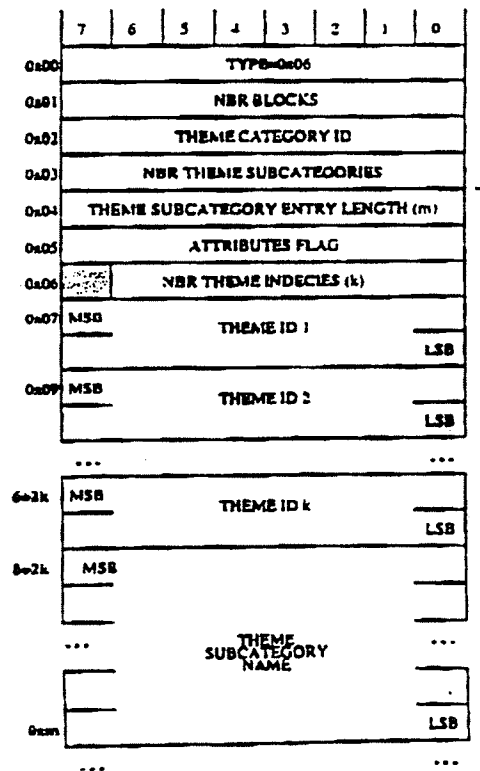 7 6 5 4 3 2 1 0
0x00 TYPE=0x06
0x01 NBR BLOCKS
0x02 THEME CATEGORY ID
0x03 NBR THEME SUBCATEGORIES
0x04 THEME SUBCATEGORY ENTRY LENGTH (m)
0x05 ATTRIBUTES FLAG
0x06 NBR THEME INDECIES (k)
0x07 MSB THEME ID 1
LSB
0x09 MSB THEME ID 2
LSB
... ...
6+2k MSB THEME ID k
LSB
8+2k MSB
... THEME ...
SUBCATEGORY
NAME
0xnn LSB
... ...